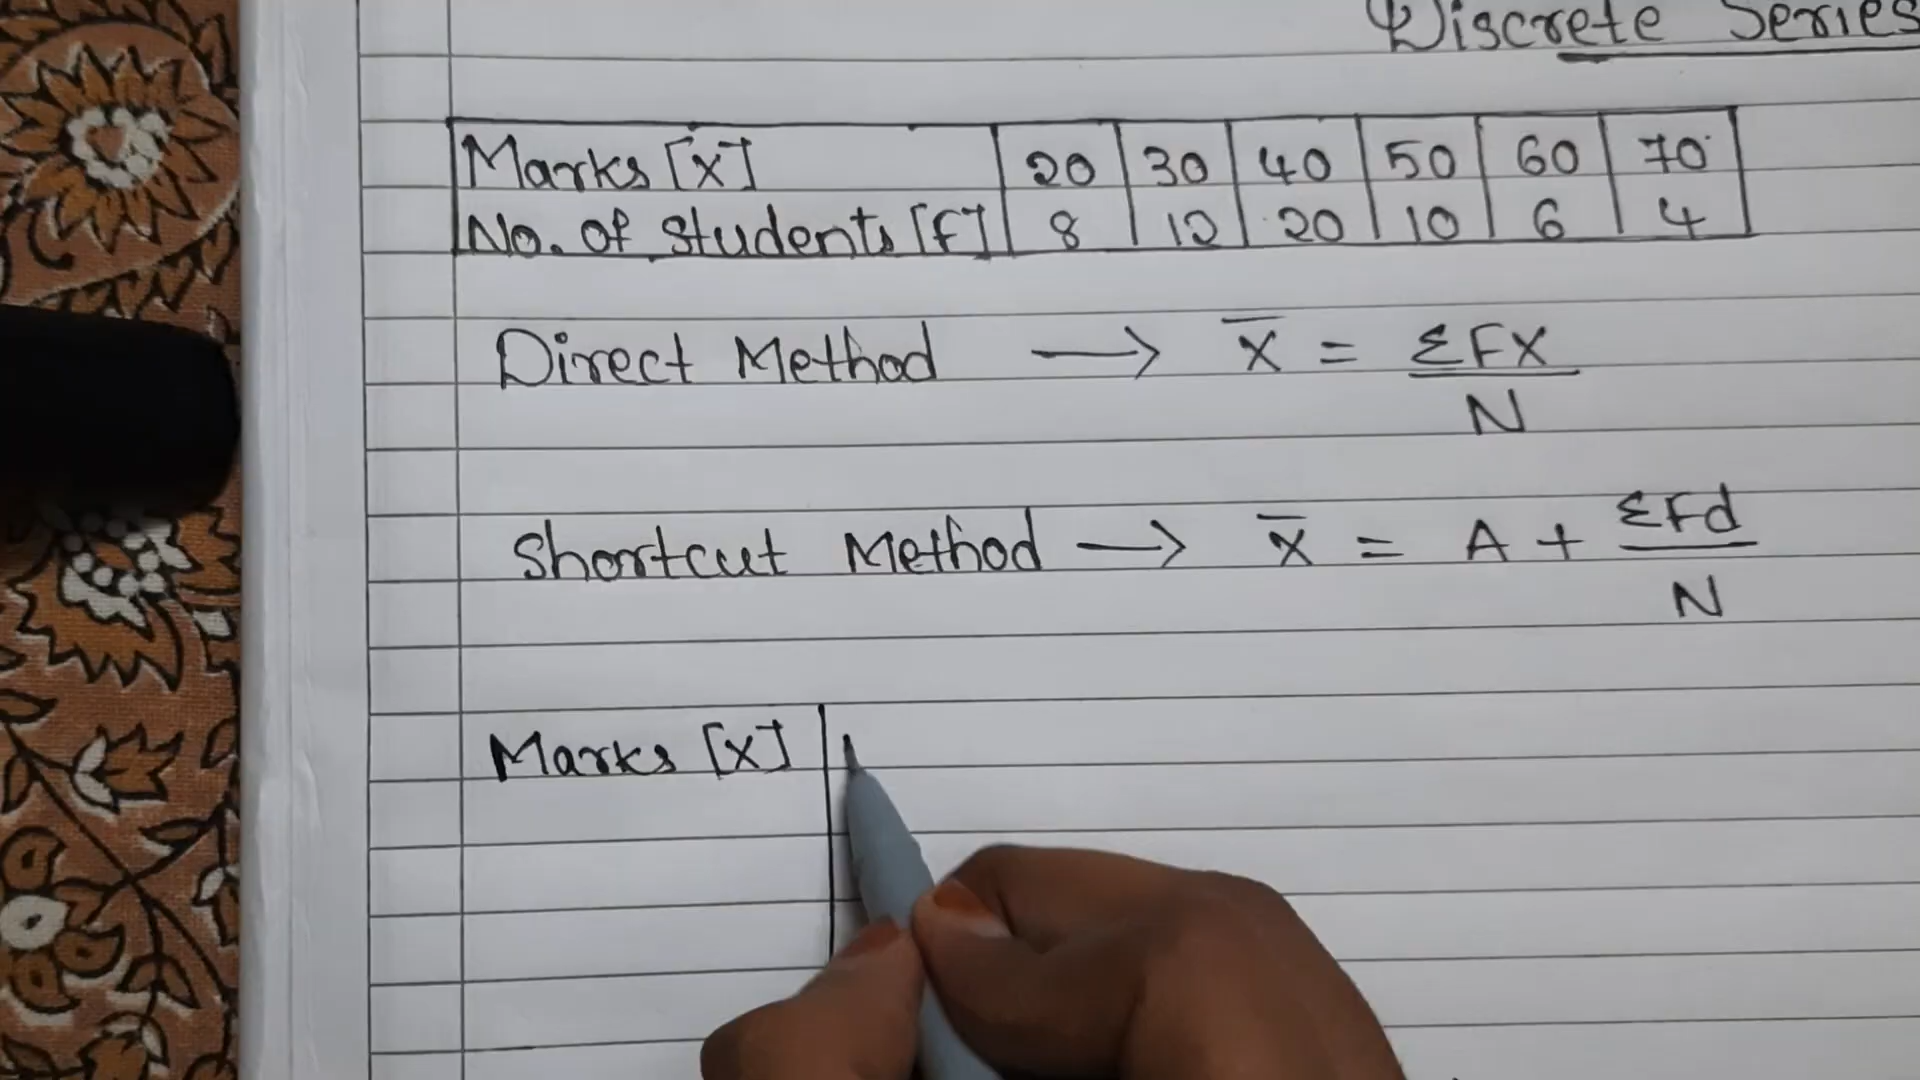 Discrete Series
Marks [X] 20 30 40 50 60 70
No. of students [F] 8 12 20 10 6 4
Direct Method → X̅ = ΣFX / N
Shortcut Method → X̅ = A + ΣFd / N
Marks [X]